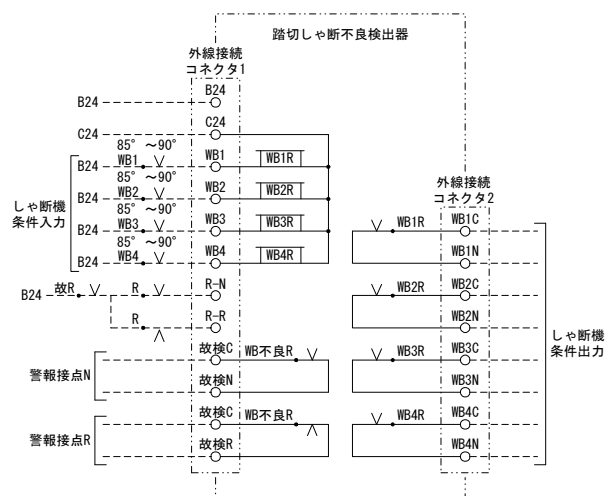 踏切しゃ断不良検出器
外線接続
コネクタ1
B24
B24
C24
C24
85° ～90°
B24 WB1 WB1 WB1R
85° ～90°
B24 WB2 WB2 WB2R
85° ～90°
B24 WB3 WB3 WB3R
85° ～90°
B24 WB4 WB4 WB4R
しゃ断機
条件入力
B24 故R R R-N
R R-R
故検C WB不良R
警報接点N
故検N
故検C WB不良R
警報接点R
故検R
外線接続
コネクタ2
WB1R WB1C
WB1N
WB2R WB2C
WB2N
WB3R WB3C
WB3N
WB4R WB4C
WB4N
しゃ断機
条件出力